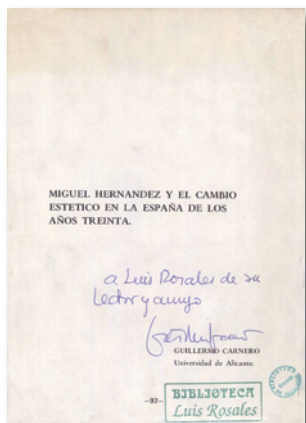 MIGUEL HERNANDEZ Y EL CAMBIO
ESTETICO EN LA ESPAÑA DE LOS
AÑOS TREINTA.
a Luis Rosales de su
lector y amigo
GUILLERMO CARNERO
Universidad de Alicante.
—97—
BIBLIOTECA
Luis Rosales